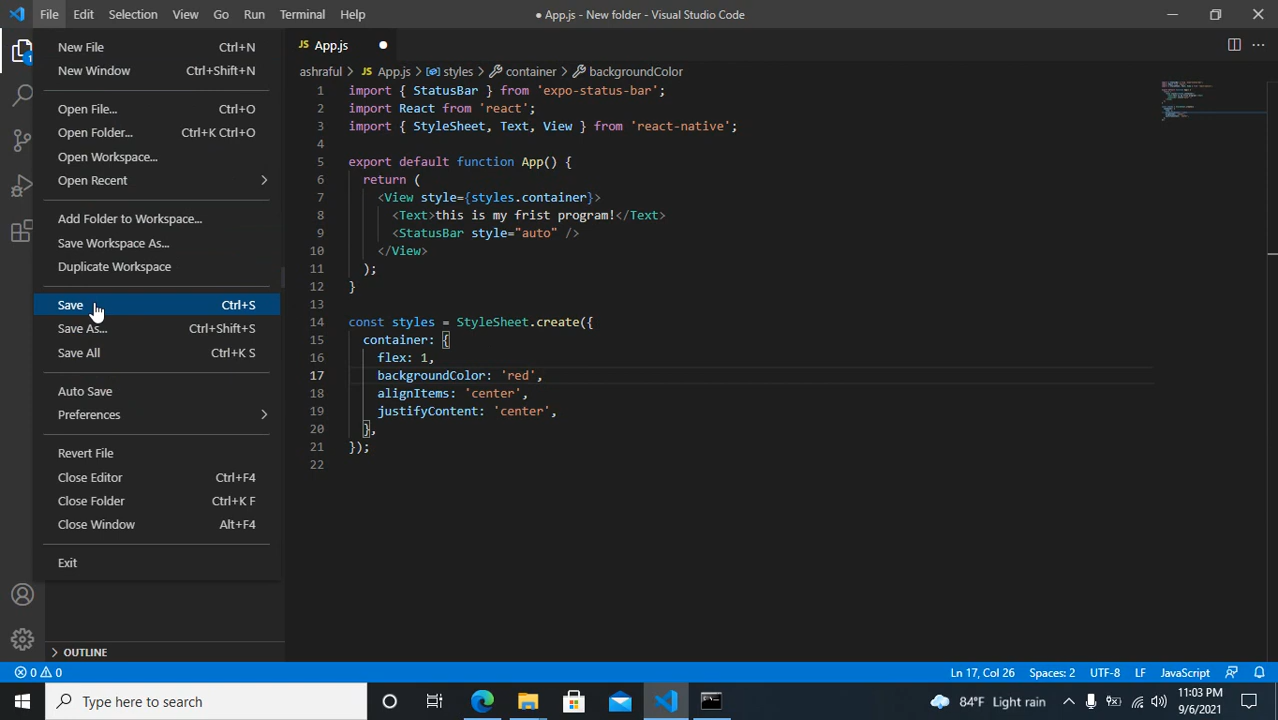 File Edit Selection View Go Run Terminal Help ● App.js - New folder - Visual Studio Code
New File Ctrl+N
New Window Ctrl+Shift+N
Open File... Ctrl+O
Open Folder... Ctrl+K Ctrl+O
Open Workspace...
Open Recent
Add Folder to Workspace...
Save Workspace As...
Duplicate Workspace
Save Ctrl+S
Save As... Ctrl+Shift+S
Save All Ctrl+K S
Auto Save
Preferences
Revert File
Close Editor Ctrl+F4
Close Folder Ctrl+K F
Close Window Alt+F4
Exit
OUTLINE
1
JS App.js
ashraful > JS App.js > styles > container > backgroundColor
1 import { StatusBar } from 'expo-status-bar';
2 import React from 'react';
3 import { StyleSheet, Text, View } from 'react-native';
4
5 export default function App() {
6 return (
7 <View style={styles.container}>
8 <Text>this is my frist program!</Text>
9 <StatusBar style="auto" />
10 </View>
11 );
12 }
13
14 const styles = StyleSheet.create({
15 container: {
16 flex: 1,
17 backgroundColor: 'red',
18 alignItems: 'center',
19 justifyContent: 'center',
20 },
21 });
22
0 0 Ln 17, Col 26 Spaces: 2 UTF-8 LF JavaScript
Type here to search 84°F Light rain 11:03 PM
9/6/2021